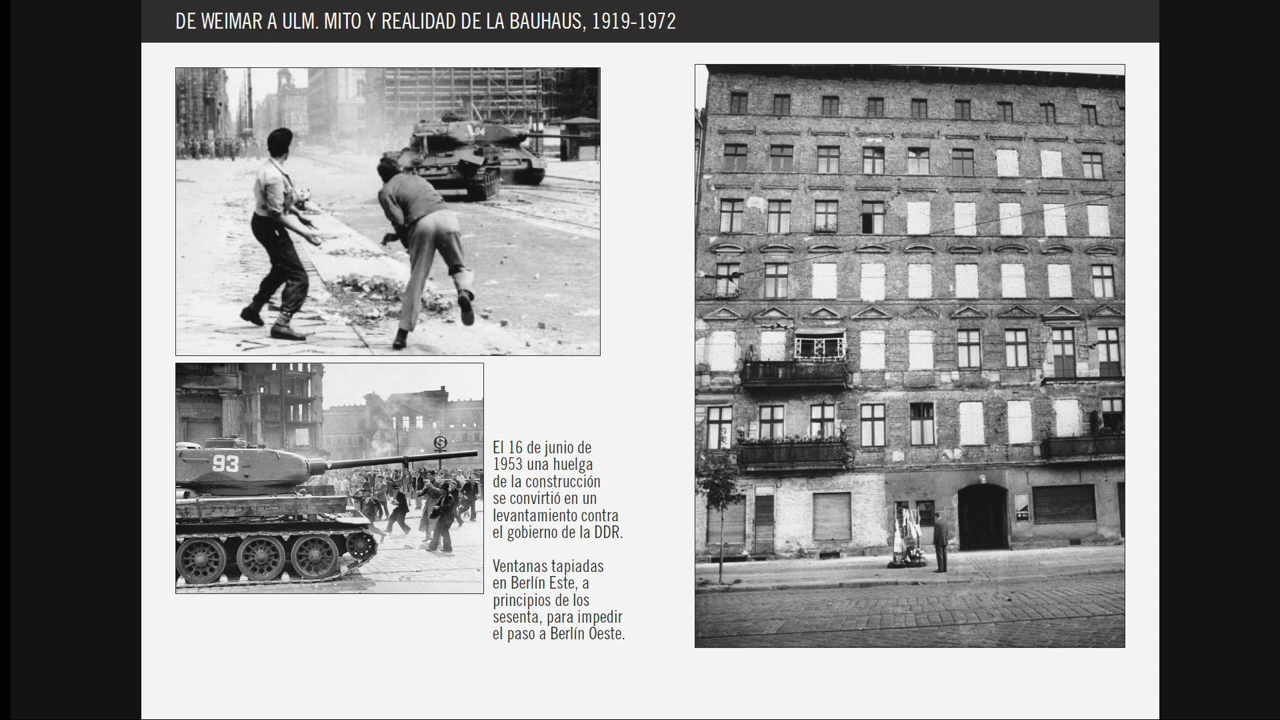 DE WEIMAR A ULM. MITO Y REALIDAD DE LA BAUHAUS, 1919-1972
93
El 16 de junio de
1953 una huelga
de la construcción
se convirtió en un
levantamiento contra
el gobierno de la DDR.
Ventanas tapiadas
en Berlín Este, a
principios de los
sesenta, para impedir
el paso a Berlín Oeste.